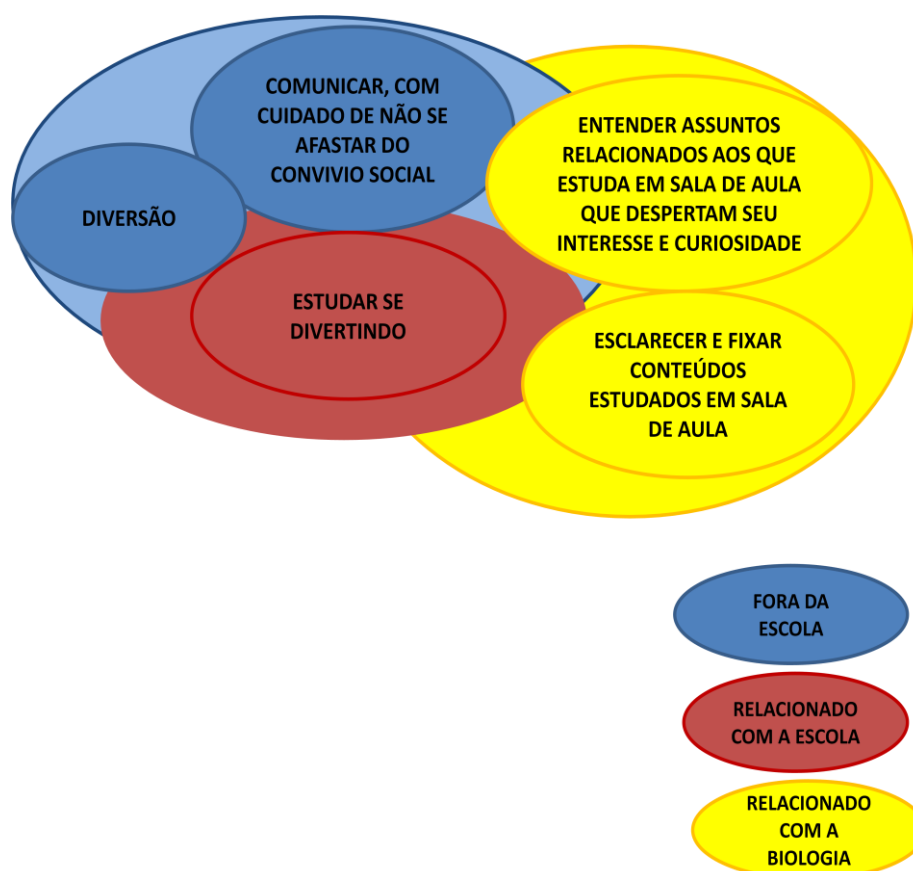 COMUNICAR, COM
CUIDADO DE NÃO SE
AFASTAR DO
CONVIVIO SOCIAL
DIVERSÃO
ENTENDER ASSUNTOS
RELACIONADOS AOS QUE
ESTUDA EM SALA DE AULA
QUE DESPERTAM SEU
INTERESSE E CURIOSIDADE
ESTUDAR SE
DIVERTINDO
ESCLARECER E FIXAR
CONTEÚDOS
ESTUDADOS EM SALA
DE AULA
FORA DA
ESCOLA
RELACIONADO
COM A ESCOLA
RELACIONADO
COM A
BIOLOGIA